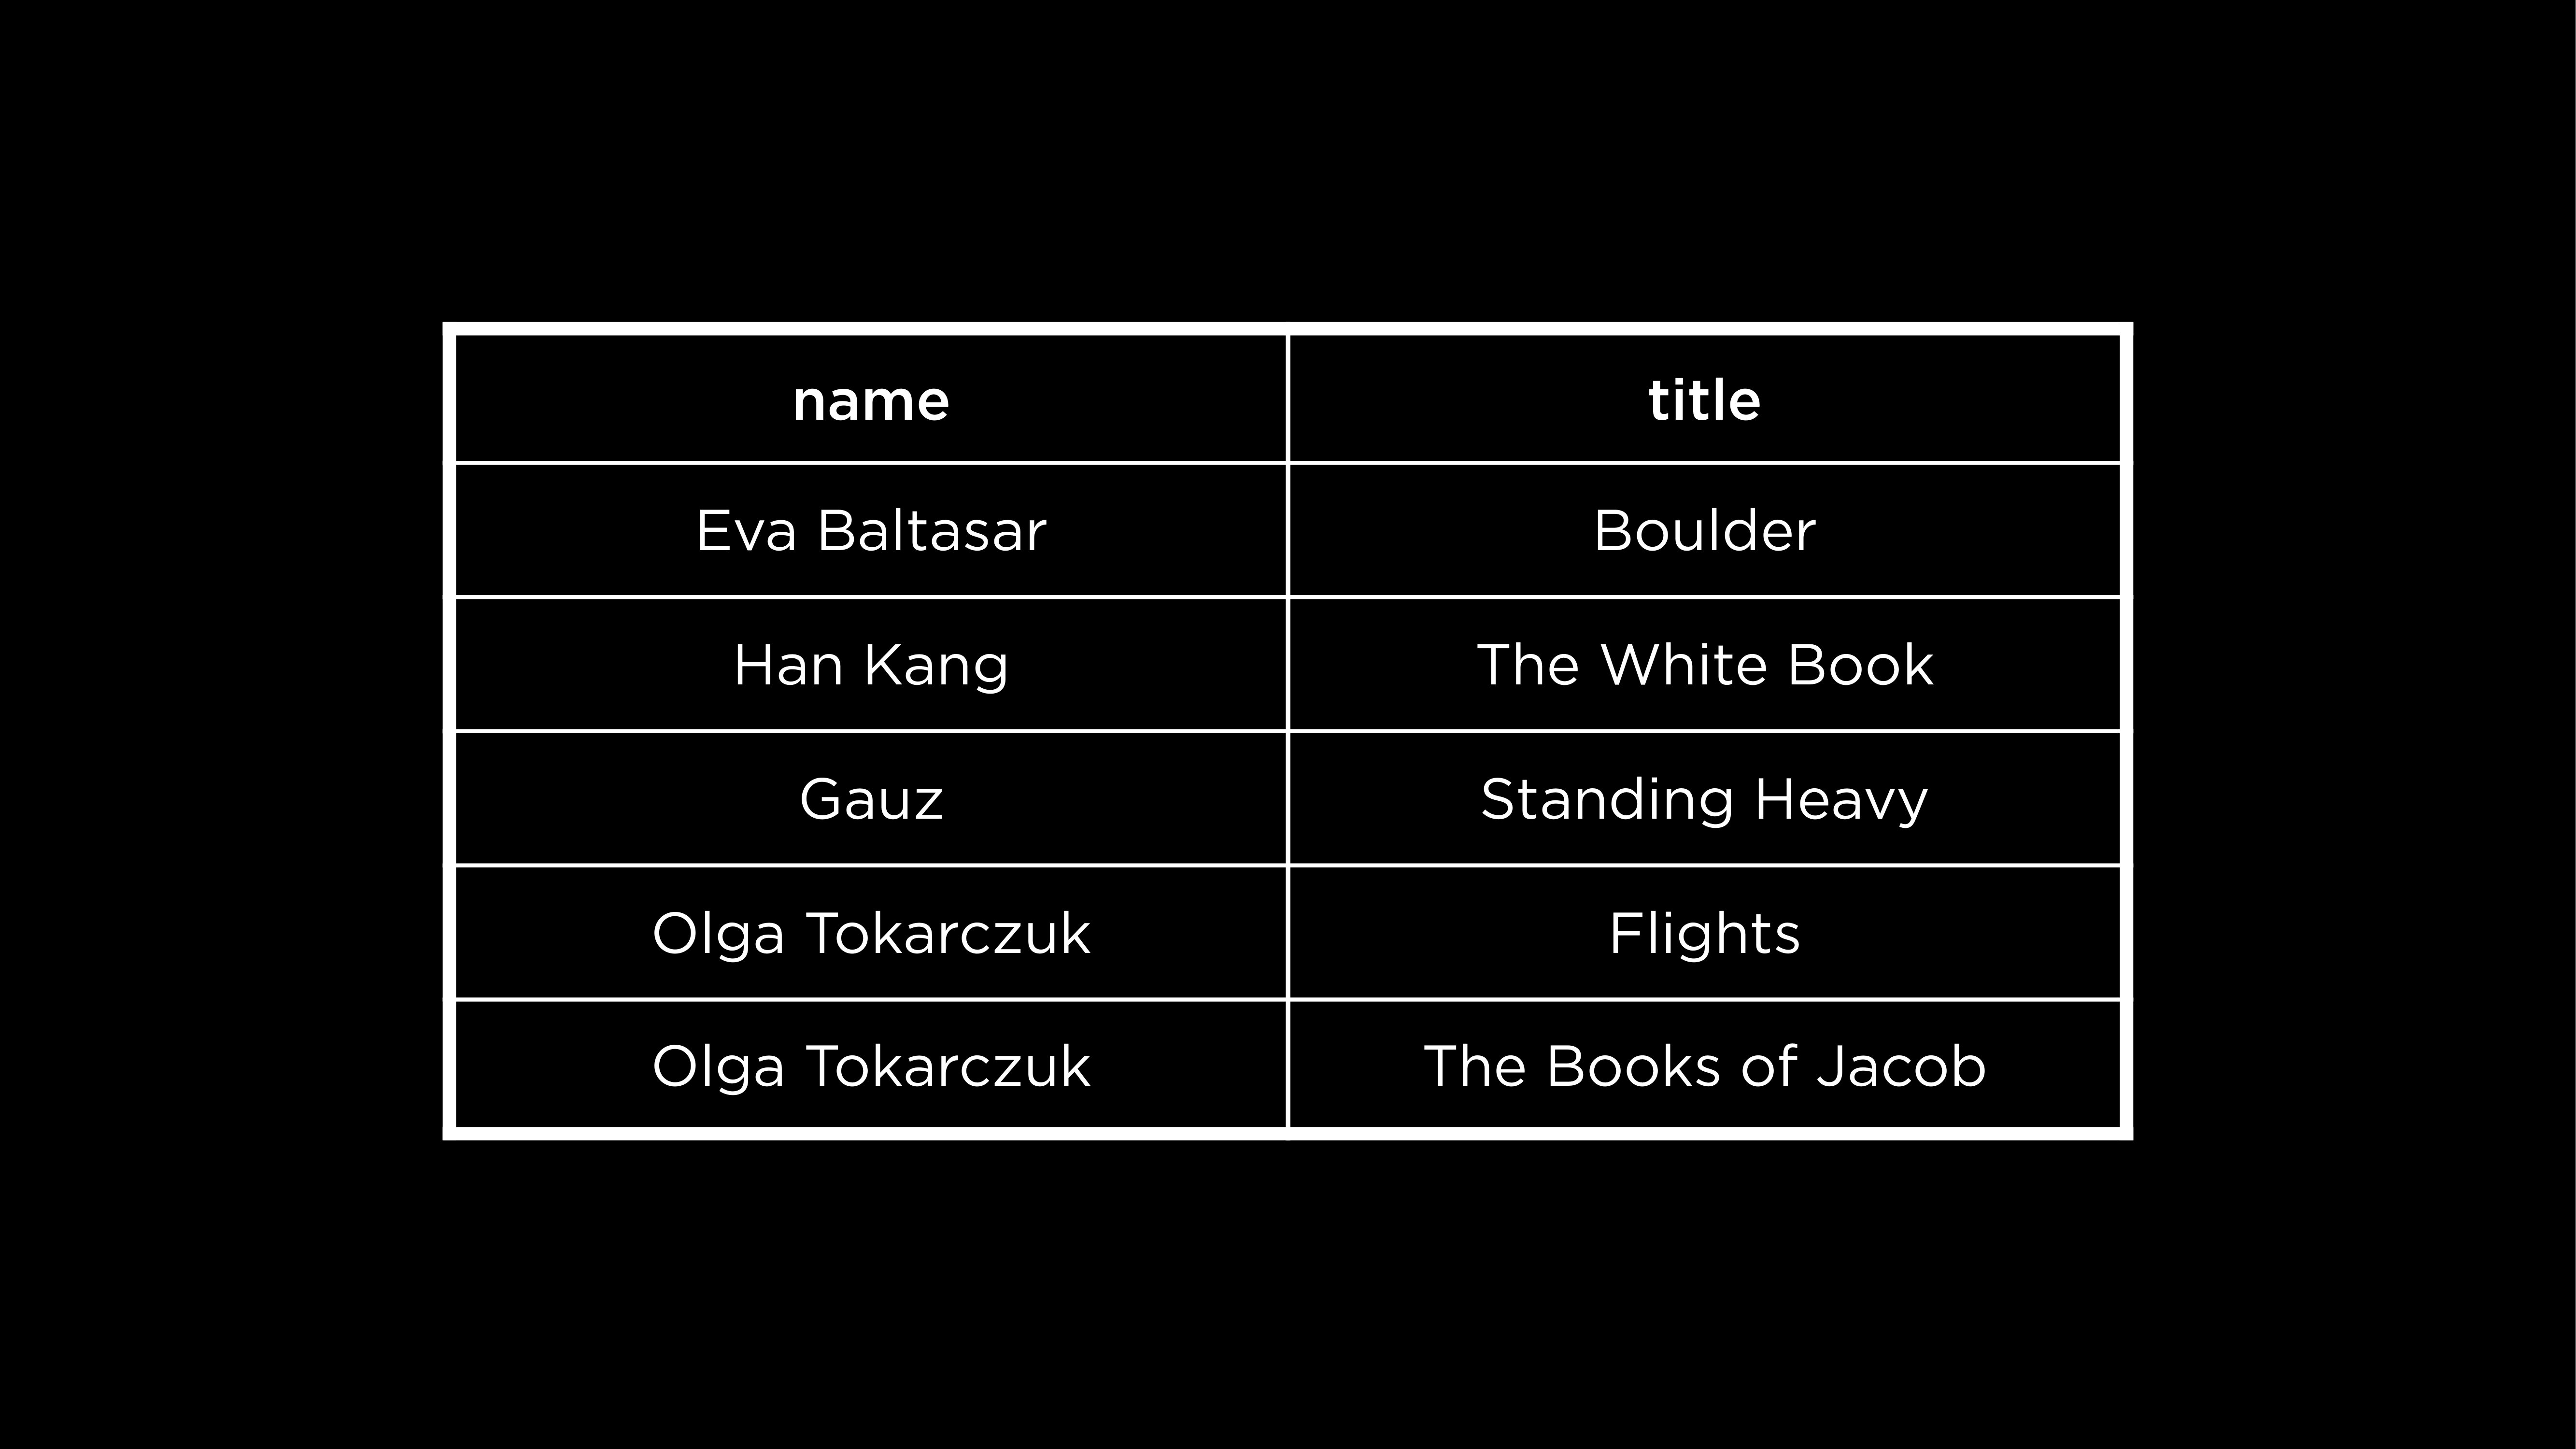 name title
Eva Baltasar Boulder
Han Kang The White Book
Gauz Standing Heavy
Olga Tokarczuk Flights
Olga Tokarczuk The Books of Jacob